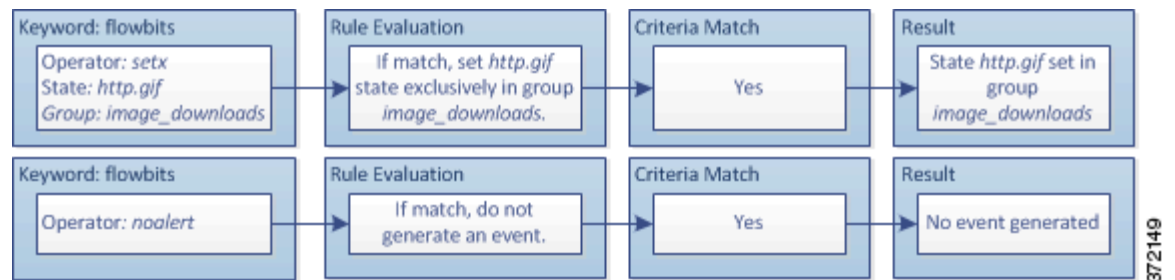 Keyword: flowbits
Operator: setx
State: http.gif
Group: image_downloads
Rule Evaluation
If match, set http.gif
state exclusively in group
image_downloads.
Criteria Match
Yes
Result
State http.gif set in
group
image_downloads
Keyword: flowbits
Operator: noalert
Rule Evaluation
If match, do not
generate an event.
Criteria Match
Yes
Result
No event generated
372149